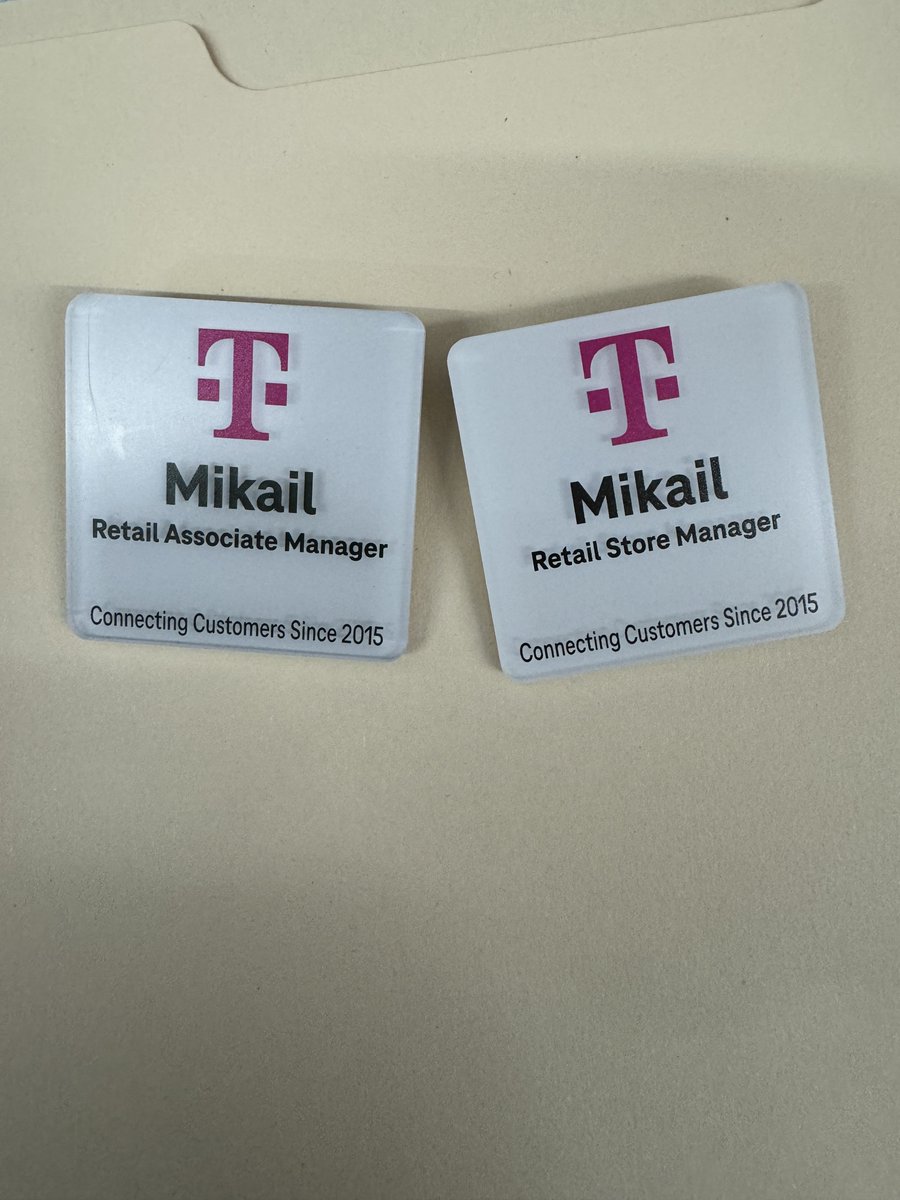 T
Mikail
Retail Associate Manager
Connecting Customers Since 2015
T
Mikail
Retail Store Manager
Connecting Customers Since 2015